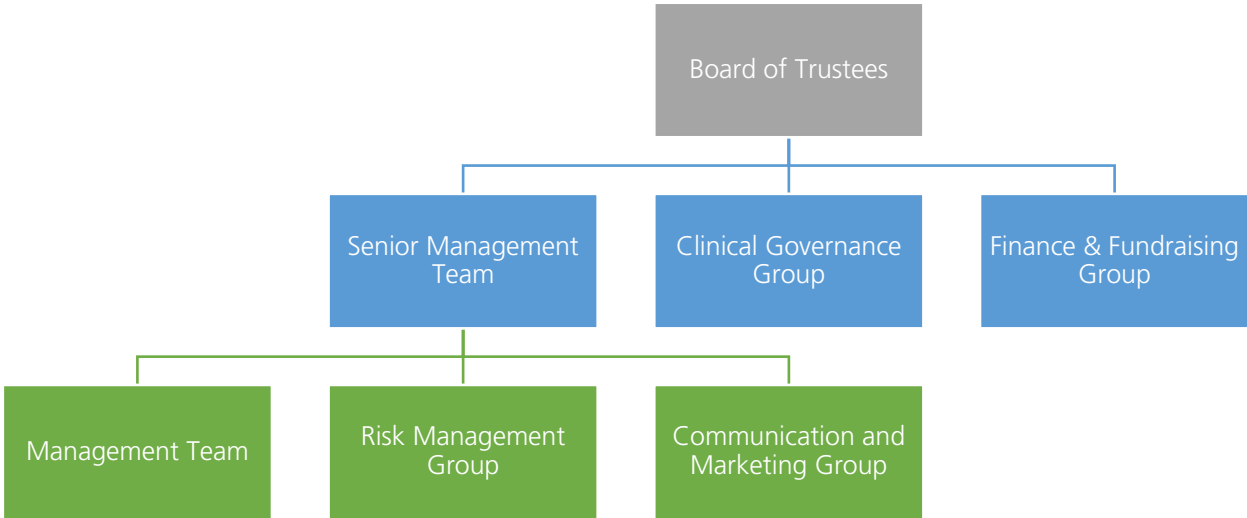 Board of Trustees
Senior Management
Team
Clinical Governance
Group
Finance & Fundraising
Group
Management Team
Risk Management
Group
Communication and
Marketing Group